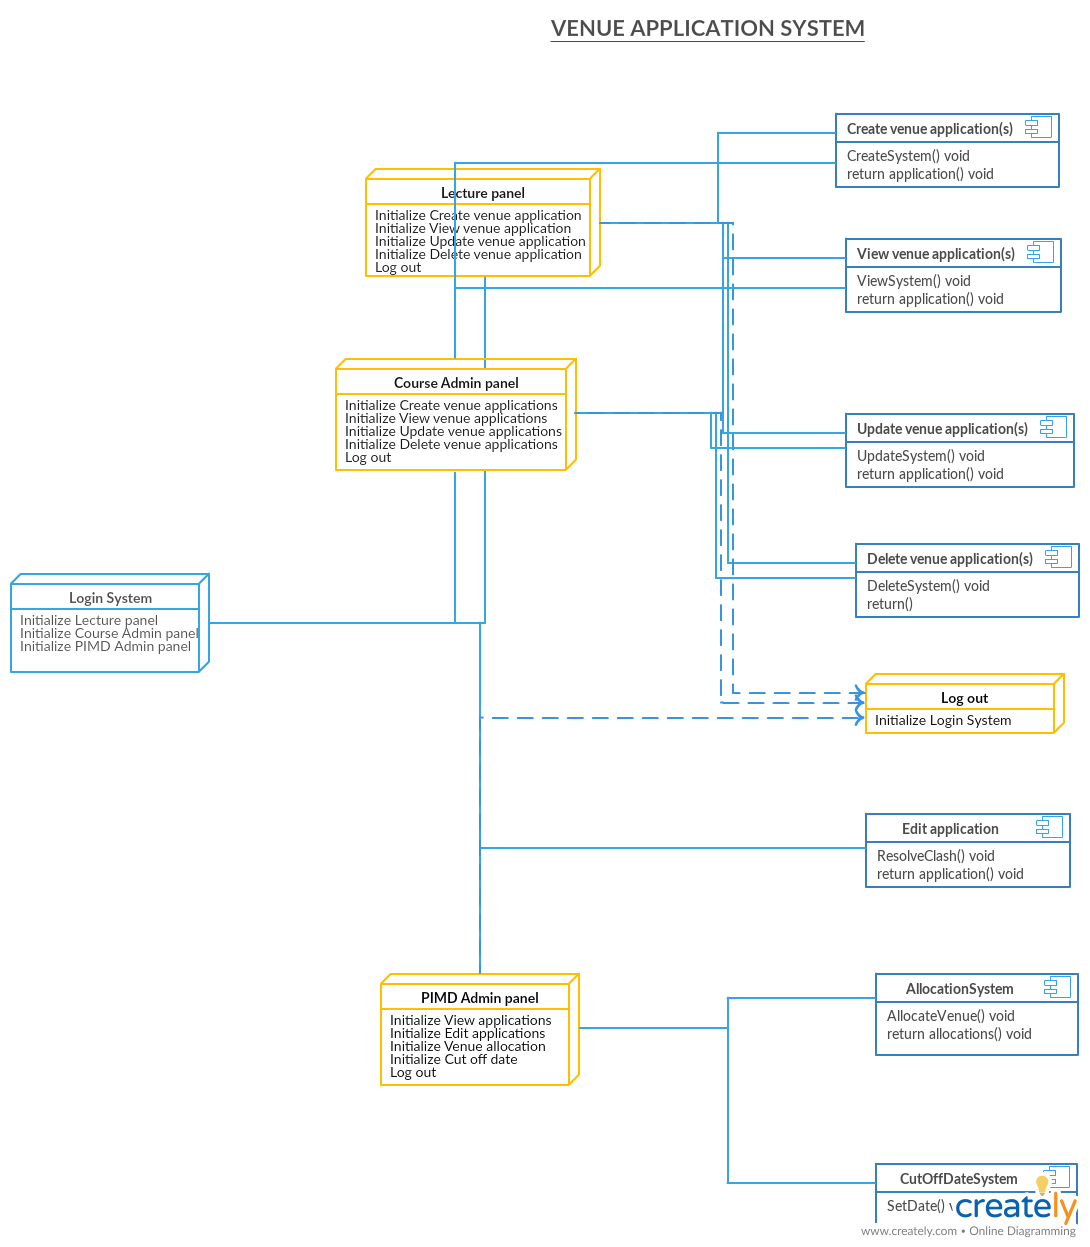 VENUE APPLICATION SYSTEM
Create venue application(s)
CreateSystem() void
return application() void
Lecture panel
Initialize Create venue application
Initialize View venue application
Initialize Update venue application
Initialize Delete venue application
Log out
View venue application(s)
ViewSystem() void
return application() void
Course Admin panel
Initialize Create venue applications
Initialize View venue applications
Initialize Update venue applications
Initialize Delete venue applications
Log out
Update venue application(s)
UpdateSystem() void
return application() void
Delete venue application(s)
DeleteSystem() void
return()
Login System
Initialize Lecture panel
Initialize Course Admin panel
Initialize PIMD Admin panel
Log out
Initialize Login System
Edit application
ResolveClash() void
return application() void
PIMD Admin panel
Initialize View applications
Initialize Edit applications
Initialize Venue allocation
Initialize Cut off date
Log out
AllocationSystem
AllocateVenue() void
return allocations() void
CutOffDateSystem
SetDate()
creately
www.creately.com • Online Diagramming